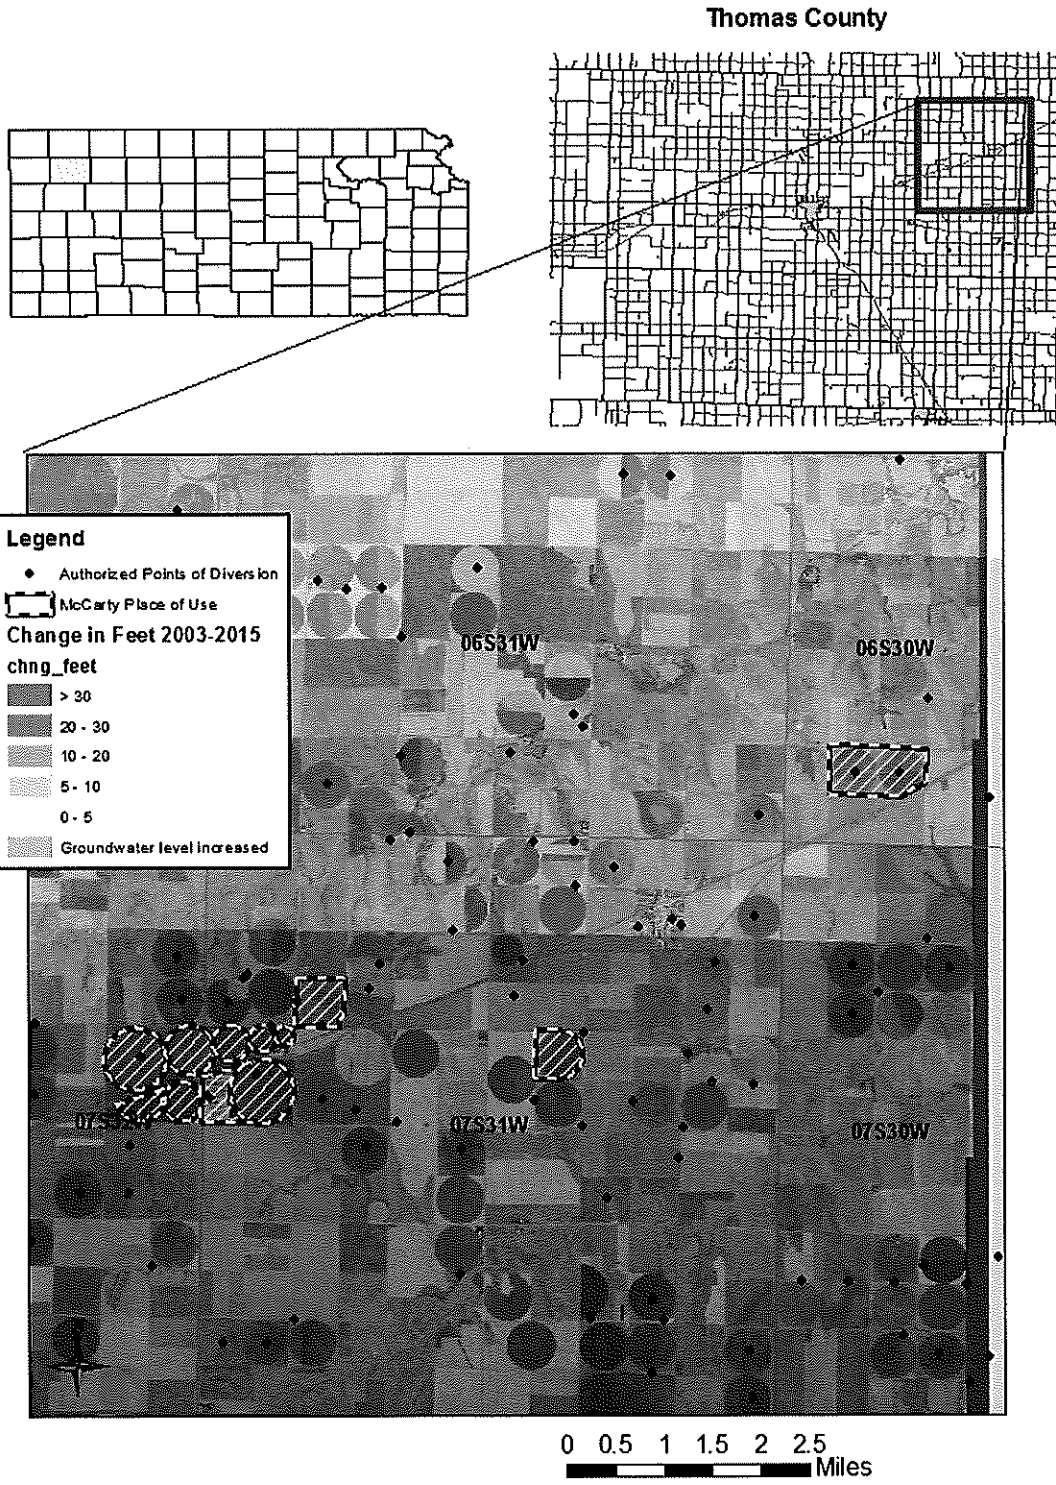 Thomas County
Legend
Authorized Points of Diversion
McCarty Place of Use
Change in Feet 2003-2015
chng_feet
> 30
20 - 30
10 - 20
5 - 10
0 - 5
Groundwater level increased
06S31W
06S30W
07S32W
07S31W
07S30W
0 0.5 1 1.5 2 2.5
Miles